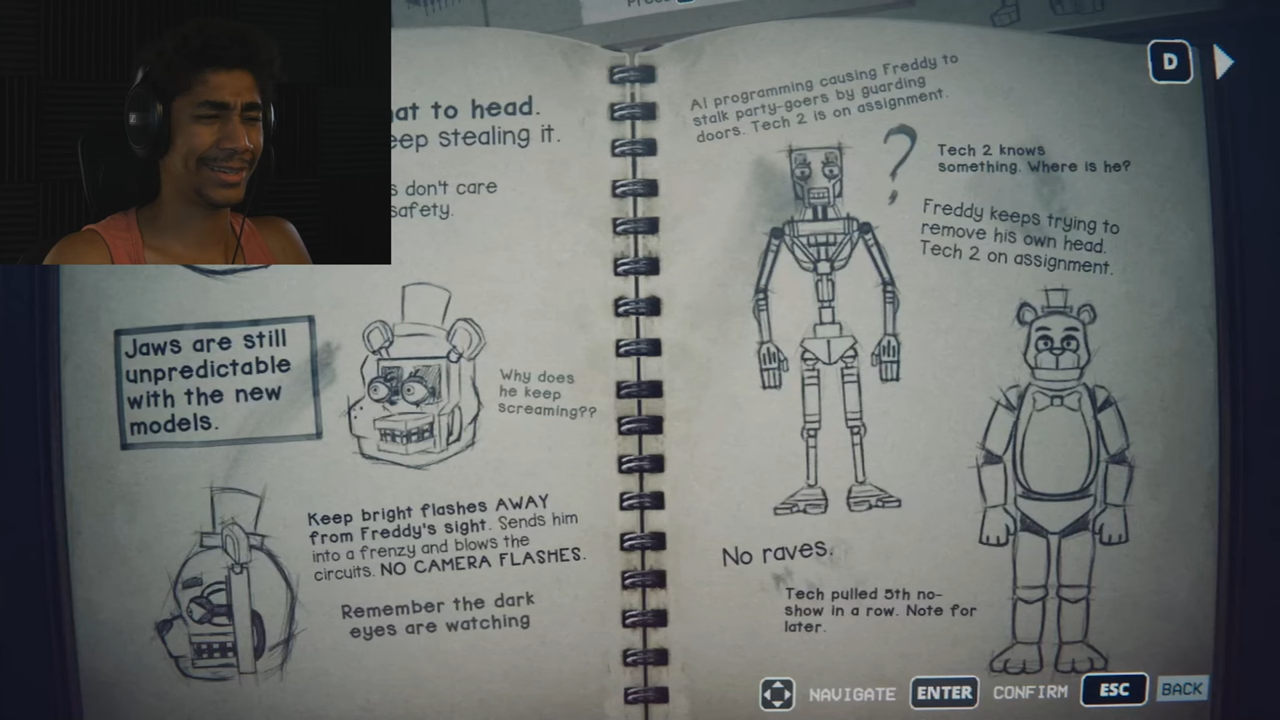 D
at to head.
eep stealing it.
s don't care
safety.
Jaws are still
unpredictable
with the new
models.
Why does
he keep
screaming??
Keep bright flashes AWAY
from Freddy's sight. Sends him
into a frenzy and blows the
circuits. NO CAMERA FLASHES.
Remember the dark
eyes are watching
AI programming causing Freddy to
stalk party-goers by guarding
doors. Tech 2 is on assignment.
?
Tech 2 knows
something. Where is he?
Freddy keeps trying to
remove his own head.
Tech 2 on assignment.
No raves.
Tech pulled 5th no-
show in a row. Note for
later.
NAVIGATE ENTER CONFIRM ESC BACK